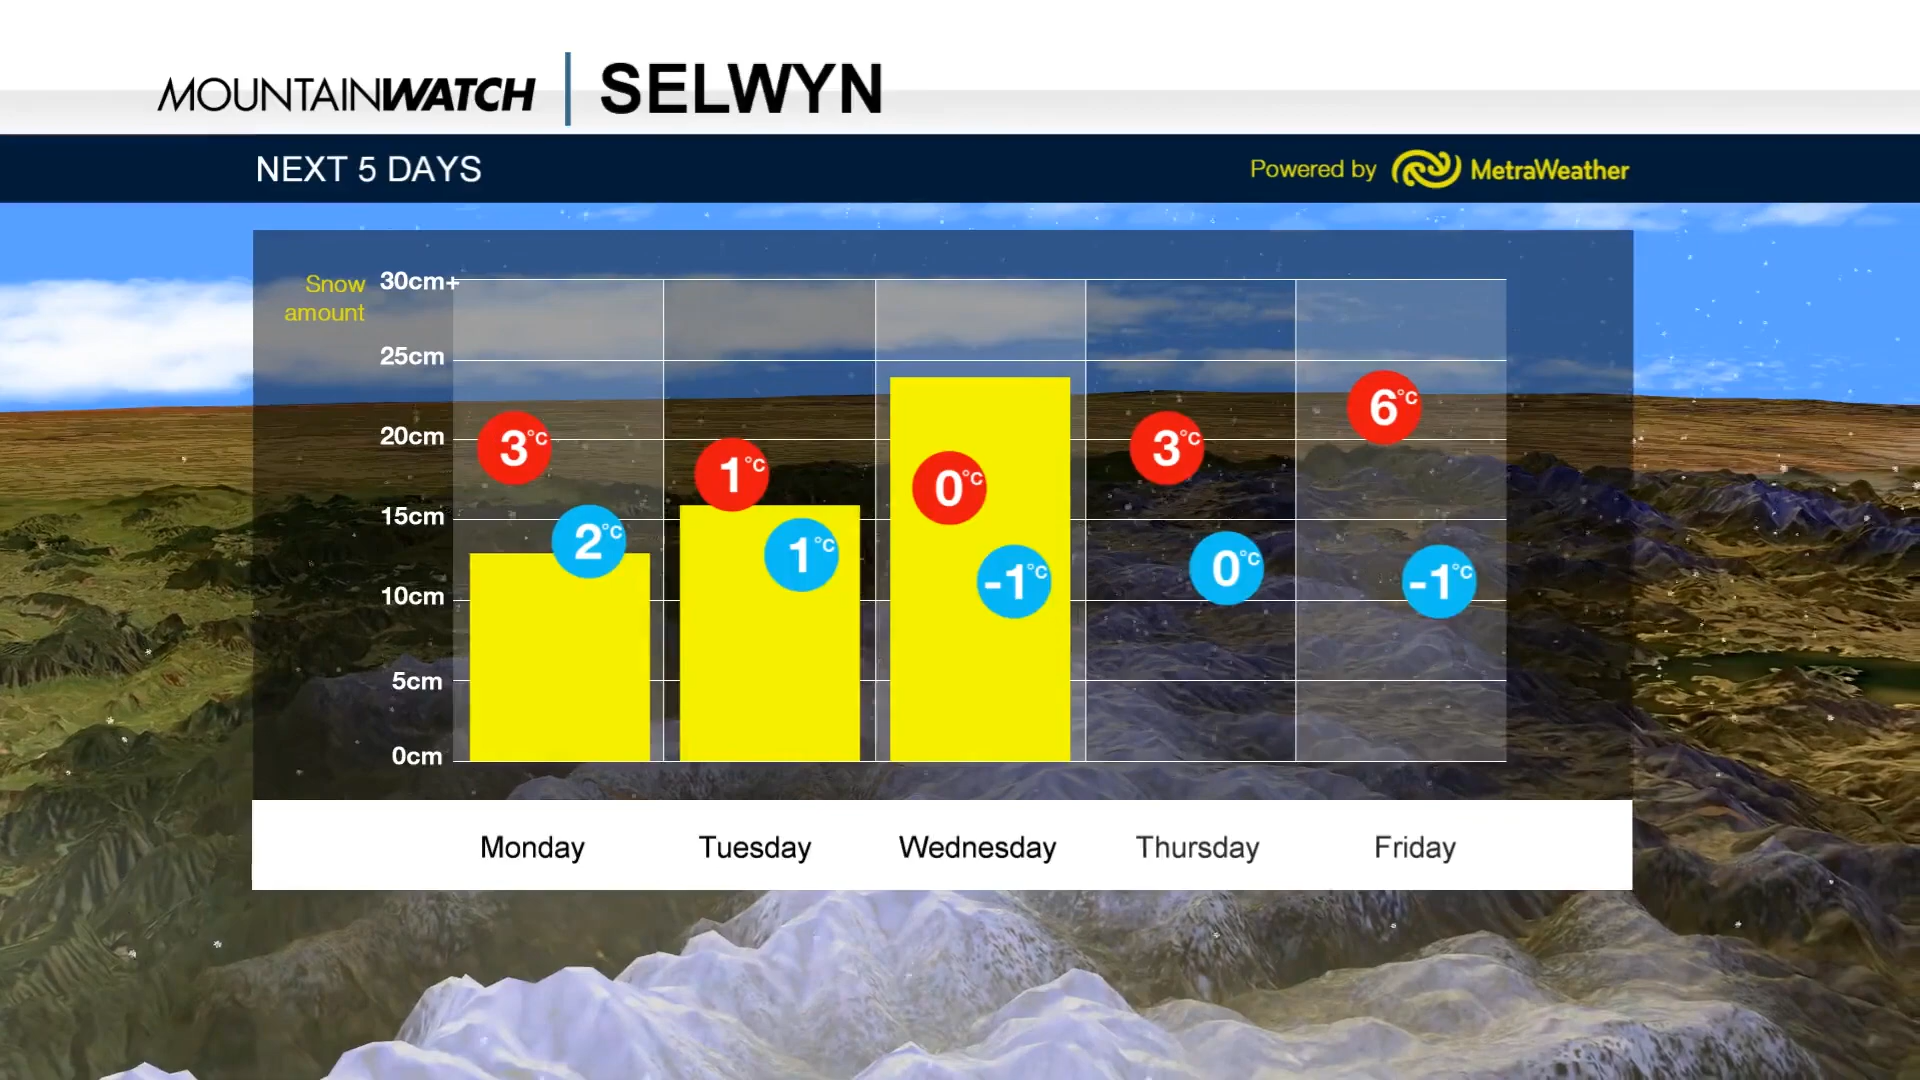 MOUNTAINWATCH
SELWYN
NEXT 5 DAYS
Powered by MetraWeather
Snow
amount
30cm+
25cm
20cm
15cm
10cm
5cm
0cm
3°C
2°C
1°C
1°C
0°C
-1°C
3°C
0°C
6°C
-1°C
Monday Tuesday Wednesday Thursday Friday